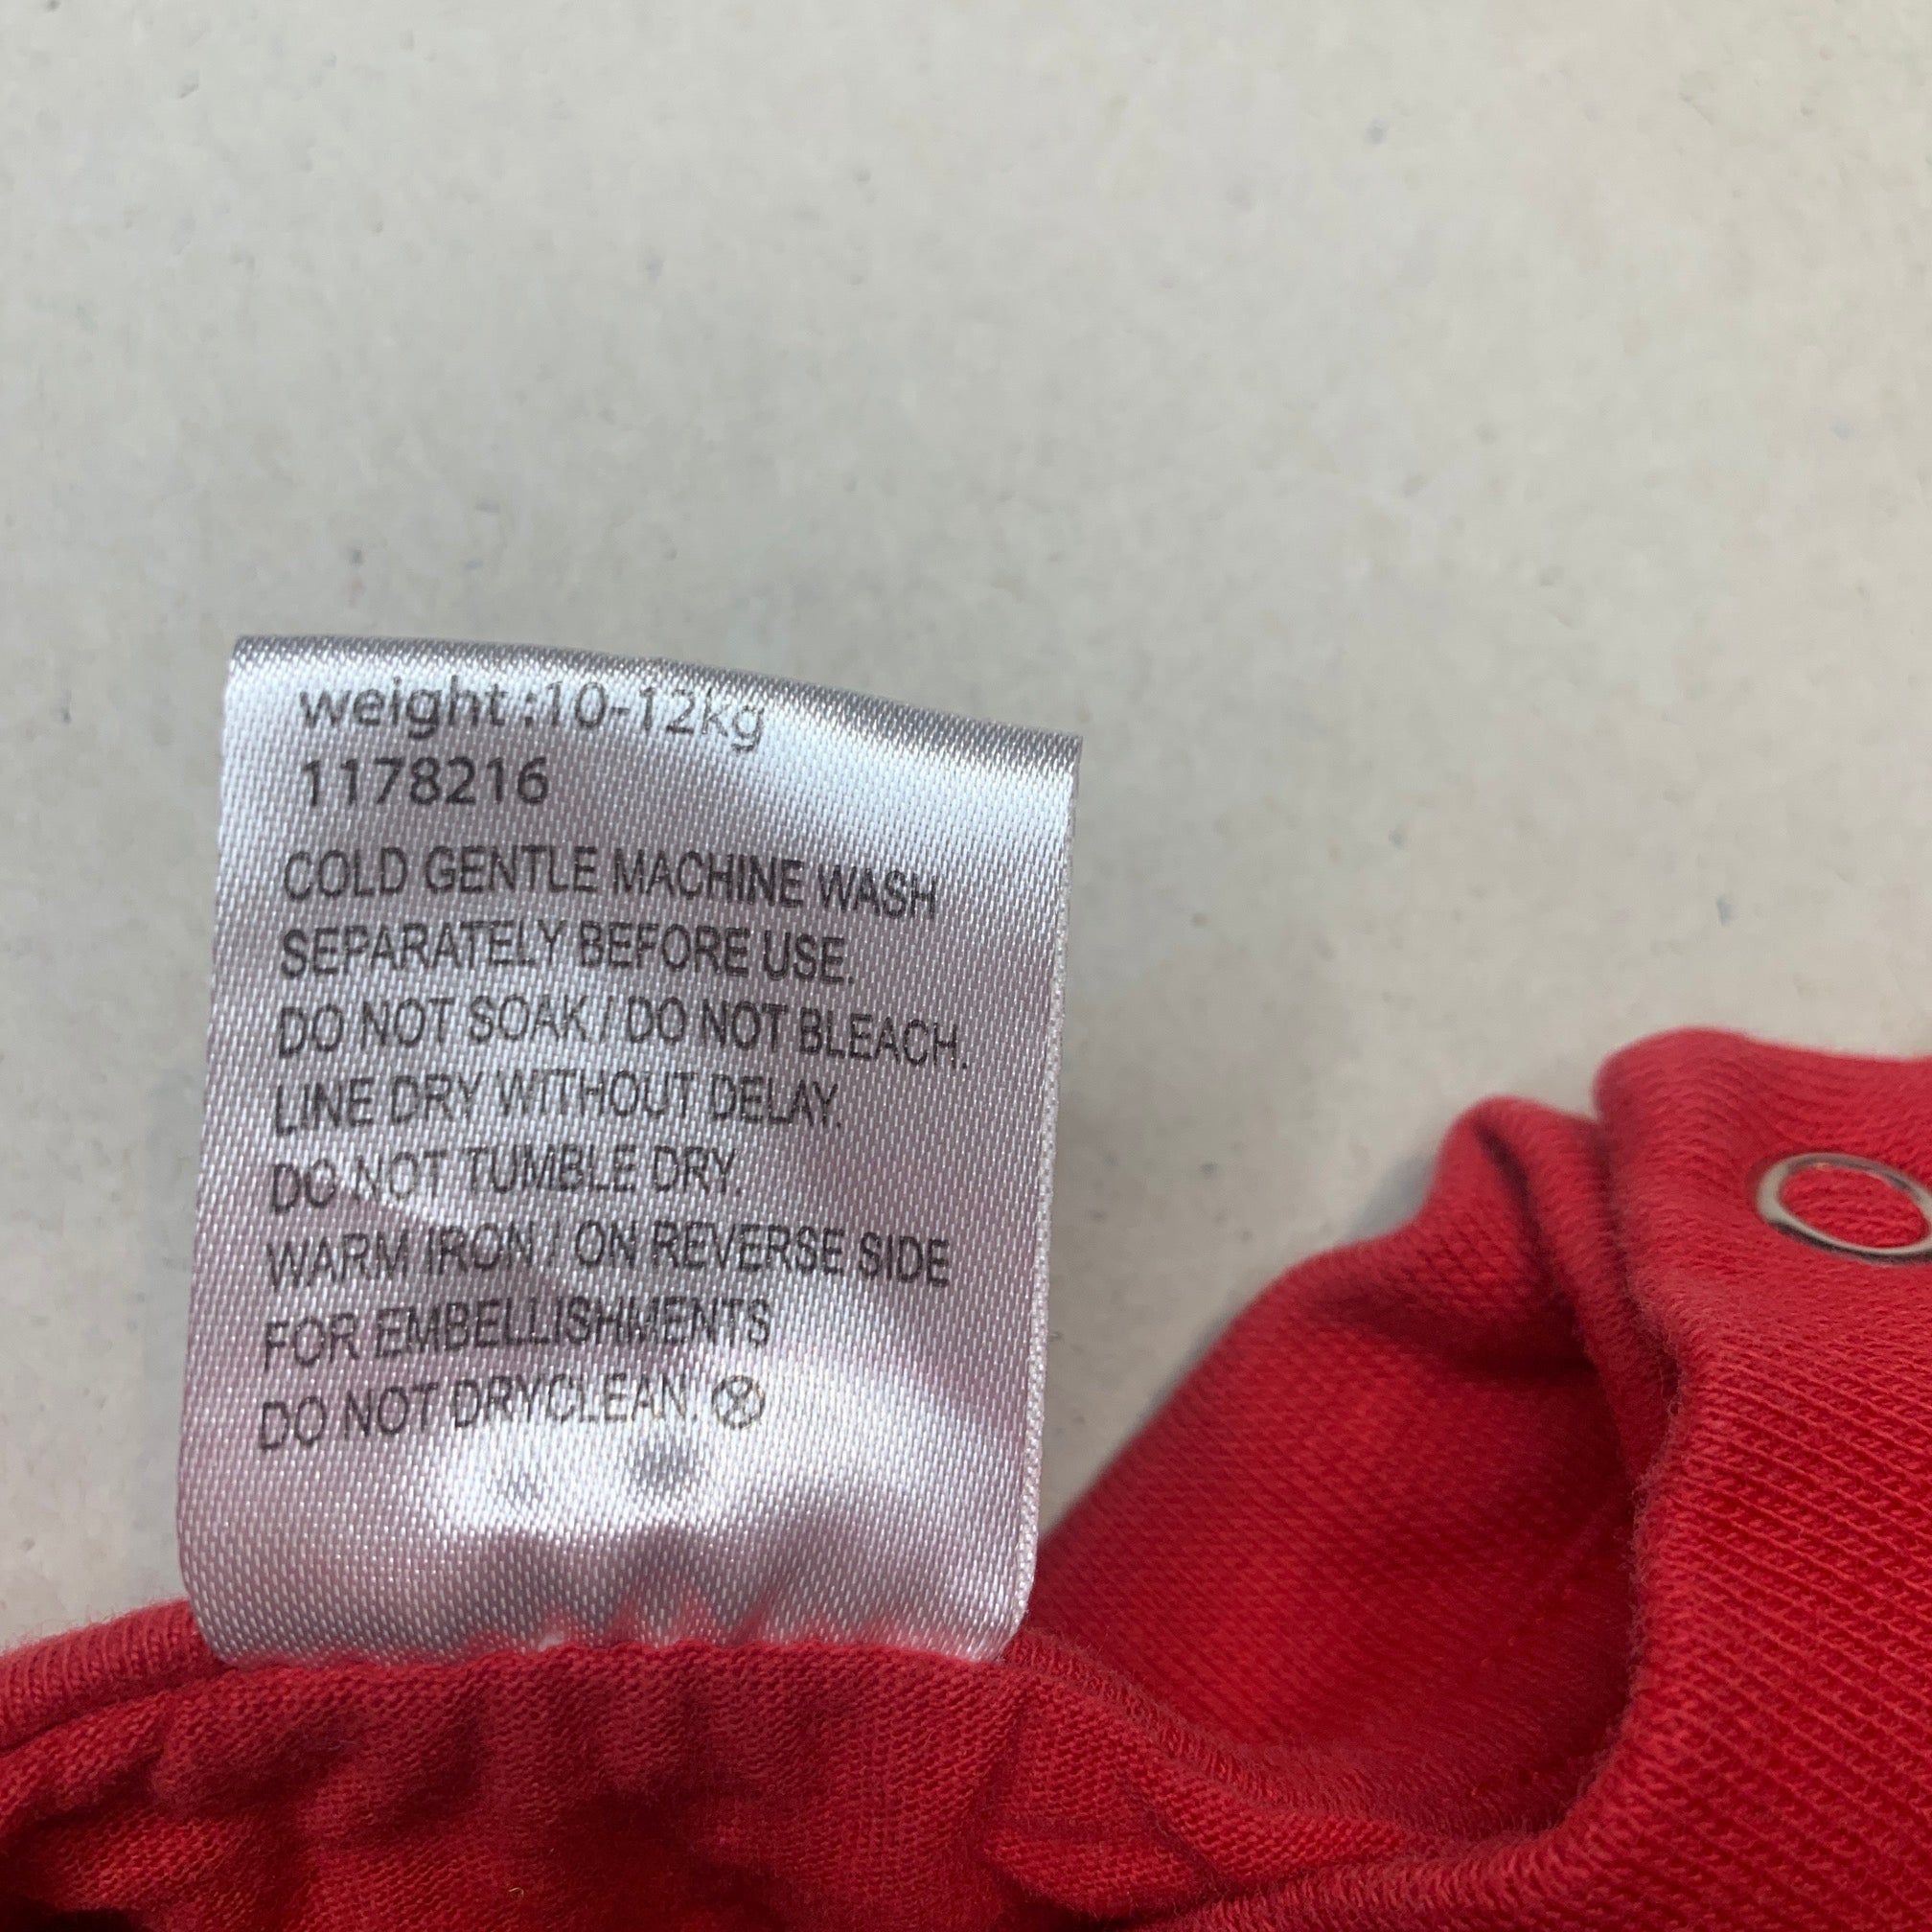 weight:10-12kg
1178216
COLD GENTLE MACHINE WASH
SEPARATELY BEFORE USE.
DO NOT SOAK / DO NOT BLEACH.
LINE DRY WITHOUT DELAY.
DO NOT TUMBLE DRY.
WARM IRON / ON REVERSE SIDE
FOR EMBELLISHMENTS
DO NOT DRYCLEAN.